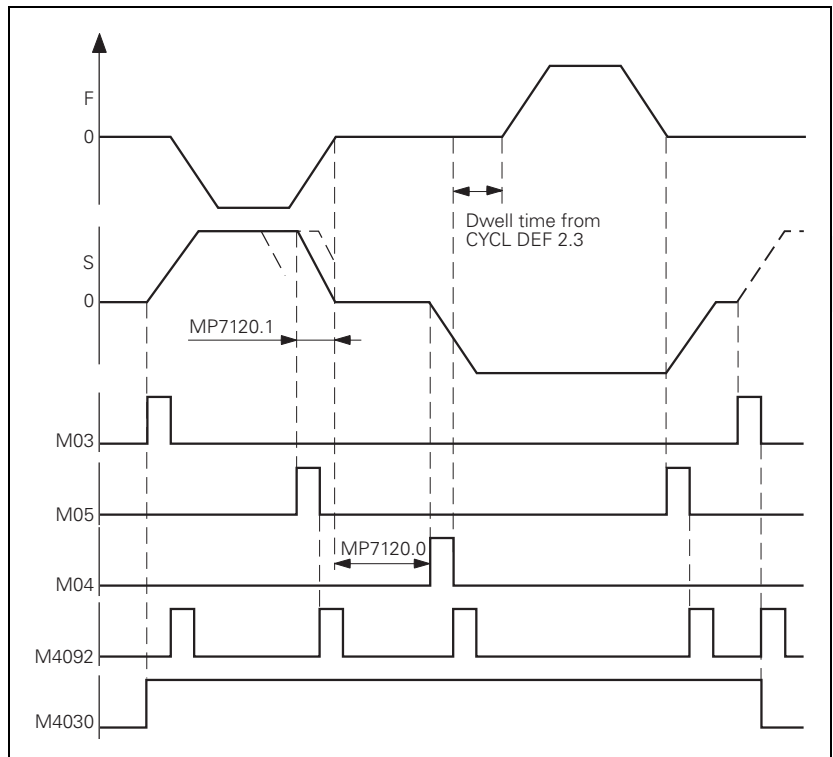 F
0
Dwell time from
CYCL DEF 2.3
S
0
MP7120.1
M03
M05
MP7120.0
M04
M4092
M4030